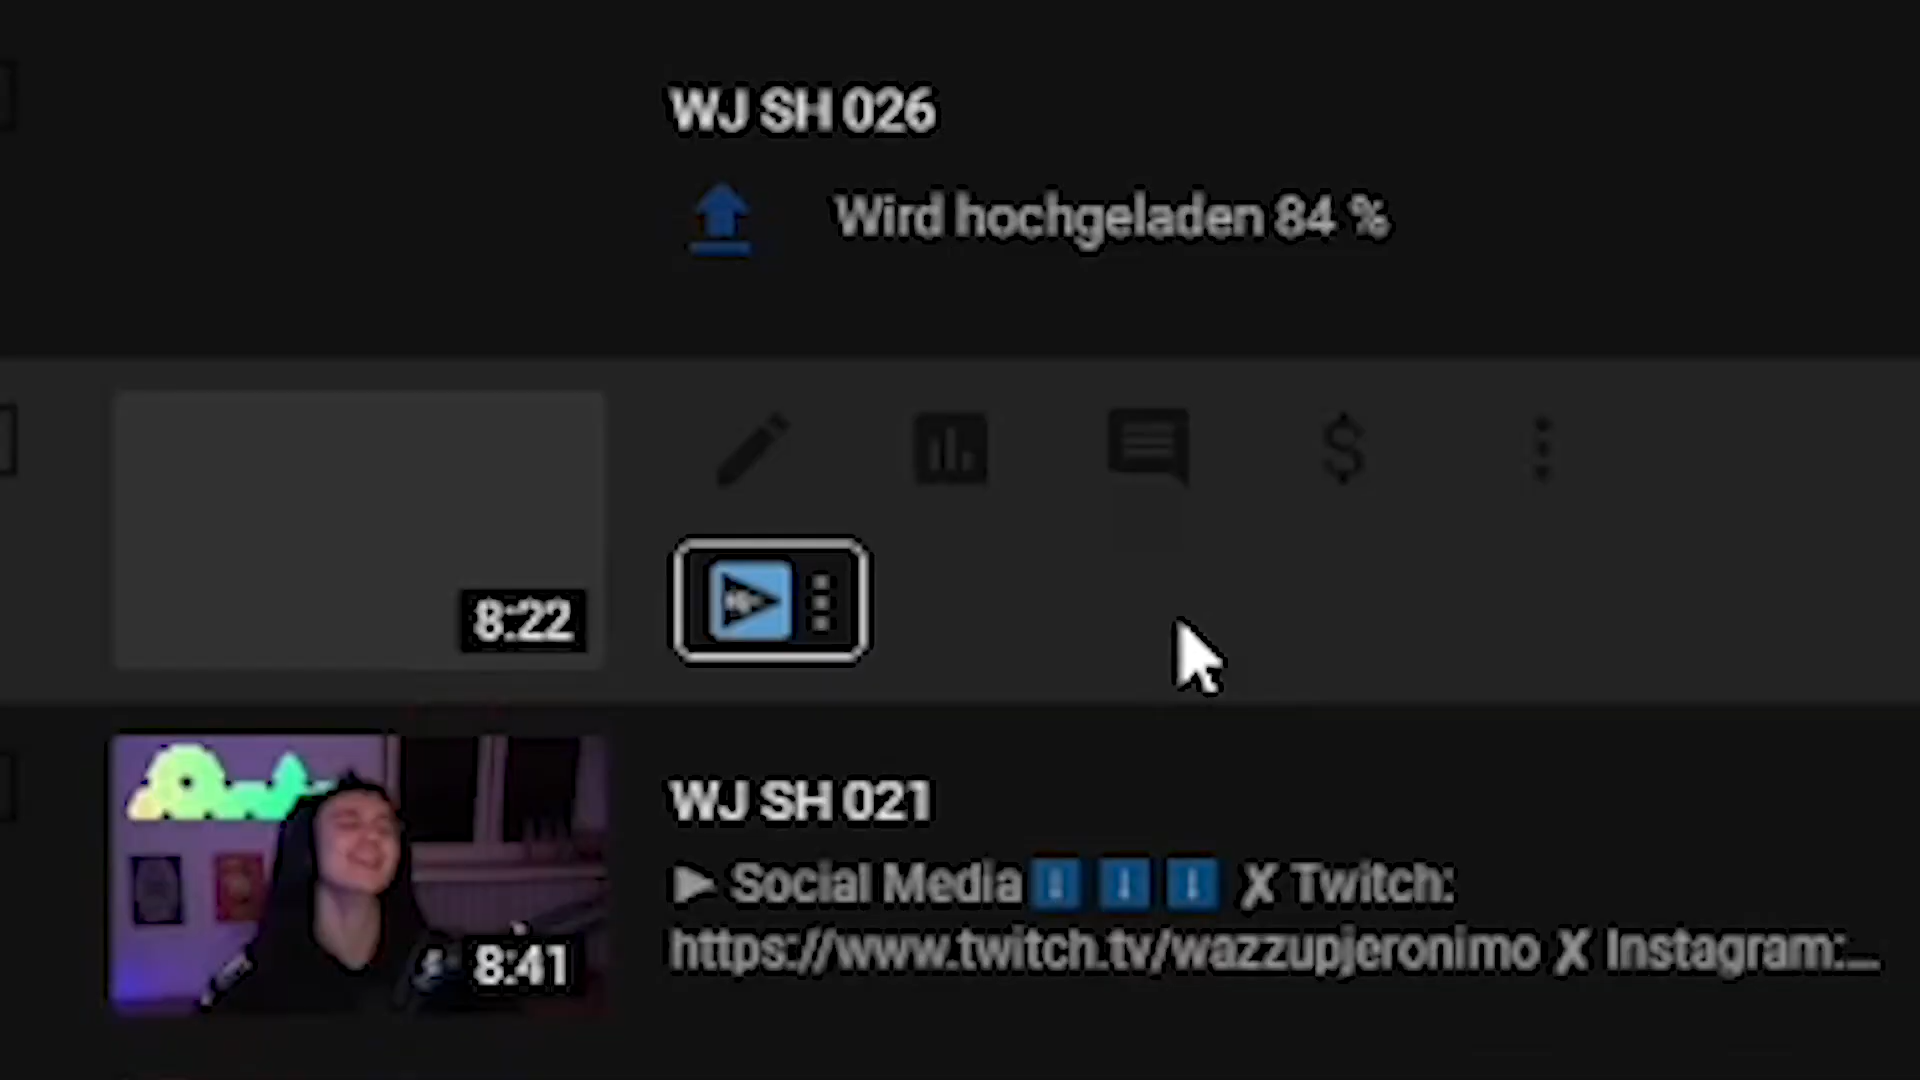 WJ SH 026
Wird hochgeladen 84 %
8:22
WJ SH 021
▶ Social Media⬇️⬇️⬇️ ✗ Twitch:
https://www.twitch.tv/wazzupjeronimo ✗ Instagram:...
8:41